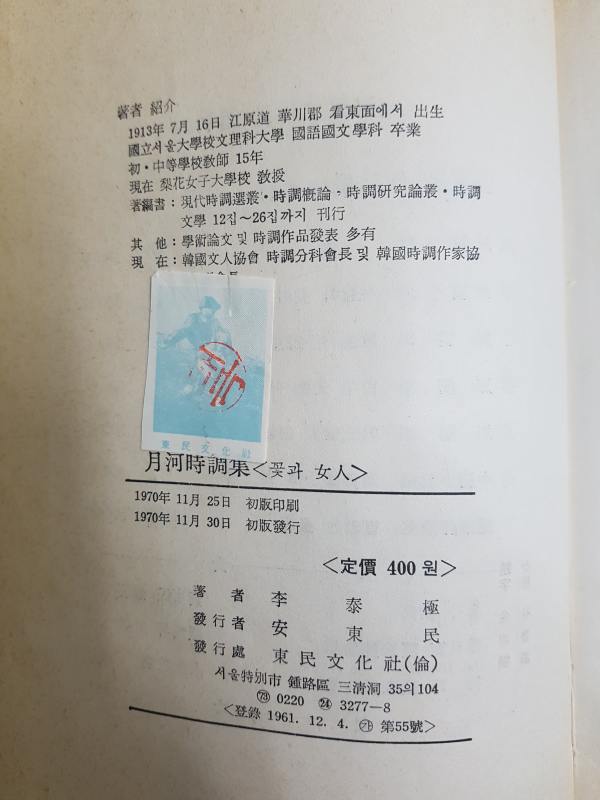 著者 紹介
1913年 7月 16日 江原道 華川郡 看東面에서 出生
國立서울大學校文理科大學 國語國文學科 卒業
初·中等學校敎師 15年
現在 梨花女子大學校 敎授
著編書: 現代時調選叢·時調槪論·時調硏究論叢·時調
文學 12집~26집까지 刊行
其 他: 學術論文 및 時調作品發表 多有
現 在: 韓國文人協會 時調分科會長 및 韓國時調作家協
東民文化社
月河時調集<꽃과 女人>
1970年 11月 25日 初版印刷
1970年 11月 30日 初版發行
<定價 400원>
著者 李泰極
發行者 安東民
發行處 東民文化社(倫)
서울特別市 鍾路區 三淸洞 35의 104
㉃ 0220 ㉔ 3277-8
<登錄 1961. 12. 4. ㉮ 第55號>